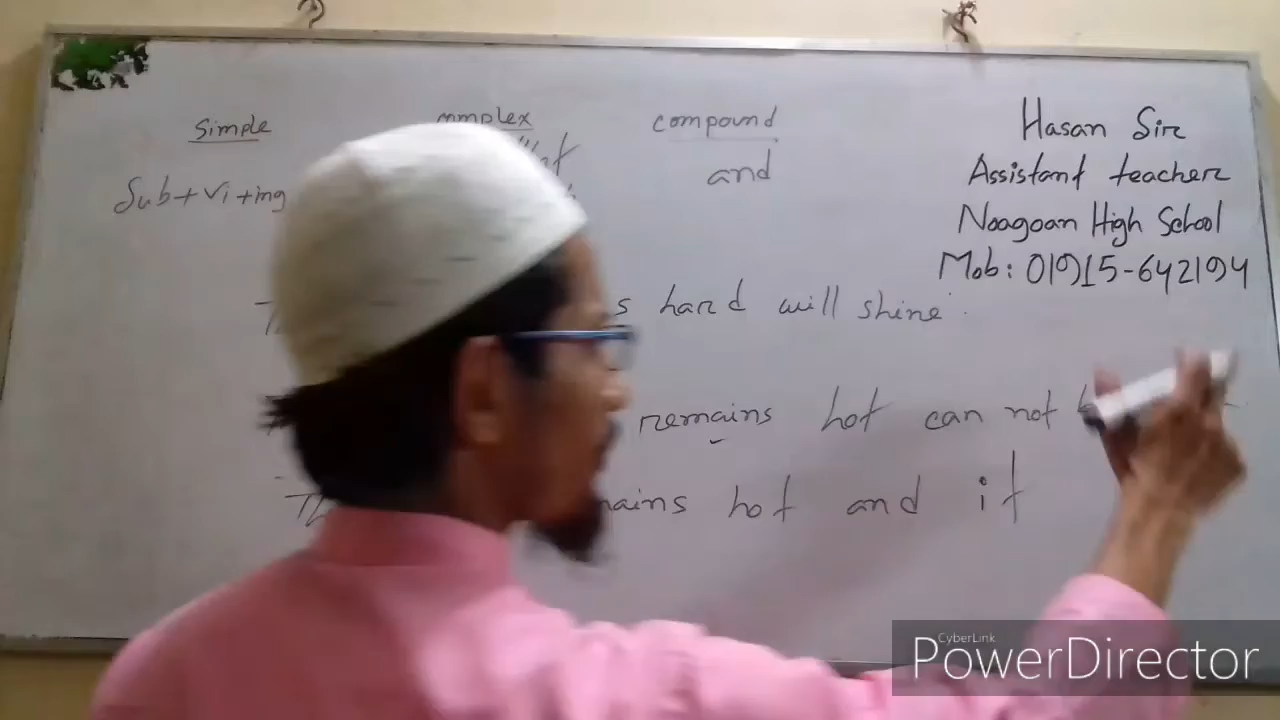 Simple
complex
compound
and
Sub+vi+ing
hard will shine
remains hot can not
hot and it
Hasan Sir
Assistant teacher
Noagoan High School
Mob: 01915-642194
CyberLink
PowerDirector